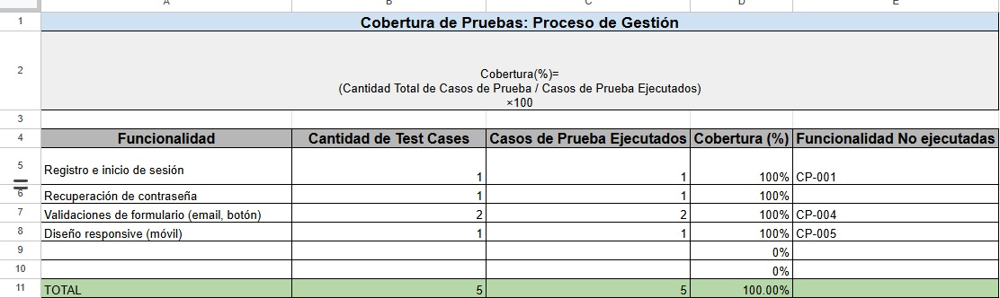 A B C D E
1 Cobertura de Pruebas: Proceso de Gestión
2 Cobertura(%)=
(Cantidad Total de Casos de Prueba / Casos de Prueba Ejecutados)
×100
3
4 Funcionalidad Cantidad de Test Cases Casos de Prueba Ejecutados Cobertura (%) Funcionalidad No ejecutadas
5 Registro e inicio de sesión 1 1 100% CP-001
6 Recuperación de contraseña 1 1 100%
7 Validaciones de formulario (email, botón) 2 2 100% CP-004
8 Diseño responsive (móvil) 1 1 100% CP-005
9 0%
10 0%
11 TOTAL 5 5 100.00%